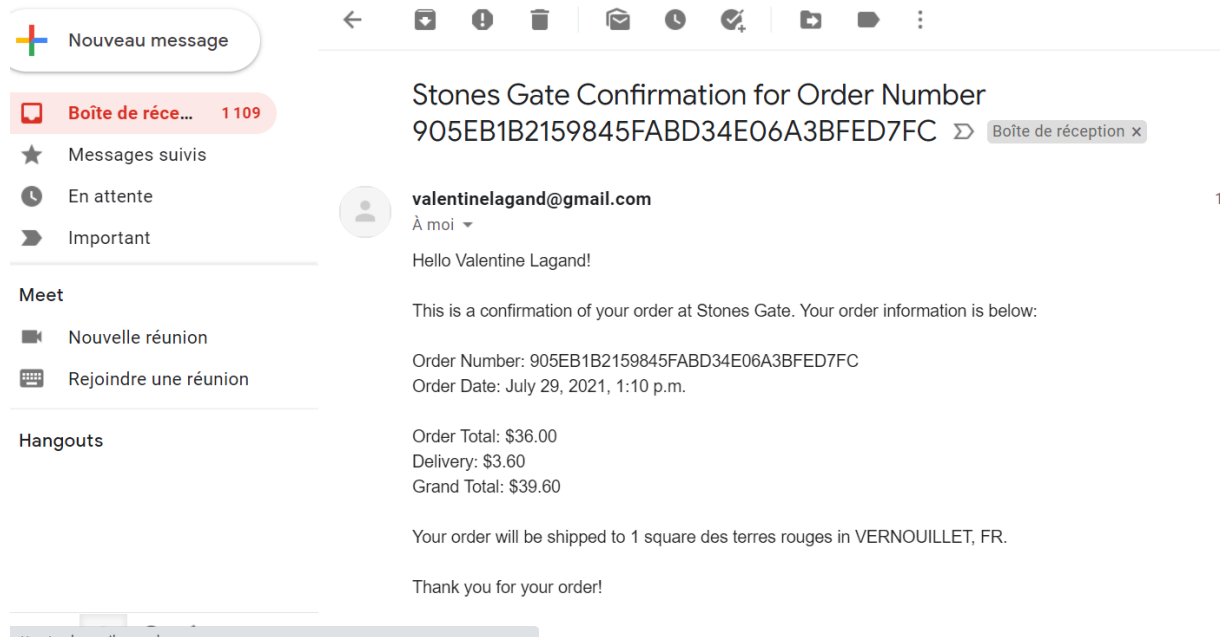 Nouveau message
Boîte de réce... 1 109
Messages suivis
En attente
Important
Meet
Nouvelle réunion
Rejoindre une réunion
Hangouts
Stones Gate Confirmation for Order Number
905EB1B2159845FABD34E06A3BFED7FC Boîte de réception x
valentinelagand@gmail.com
À moi
Hello Valentine Lagand!
This is a confirmation of your order at Stones Gate. Your order information is below:
Order Number: 905EB1B2159845FABD34E06A3BFED7FC
Order Date: July 29, 2021, 1:10 p.m.
Order Total: $36.00
Delivery: $3.60
Grand Total: $39.60
Your order will be shipped to 1 square des terres rouges in VERNOUILLET, FR.
Thank you for your order!